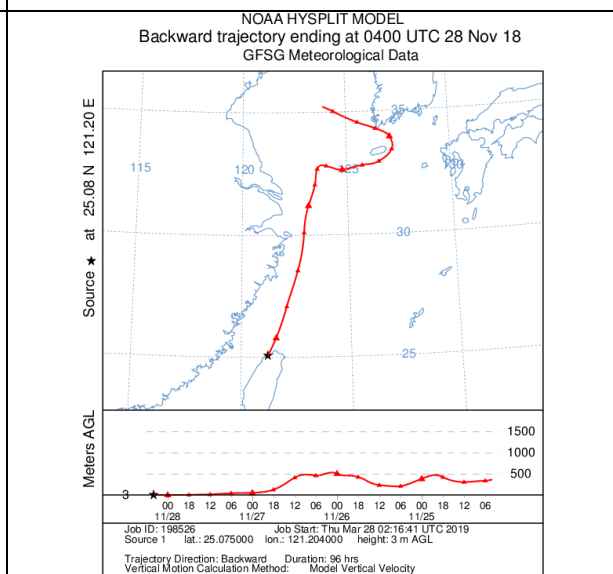 NOAA HYSPLIT MODEL
Backward trajectory ending at 0400 UTC 28 Nov 18
GFSG Meteorological Data
Source ★ at 25.08 N 121.20 E
35
115
120
125
130
30
25
Meters AGL
1500
1000
500
3
00 18 12 06 00 18 12 06 00 18 12 06 00 18 12 06
11/28 11/27 11/26 11/25
Job ID: 198526 Job Start: Thu Mar 28 02:16:41 UTC 2019
Source 1 lat.: 25.075000 lon.: 121.204000 height: 3 m AGL
Trajectory Direction: Backward Duration: 96 hrs
Vertical Motion Calculation Method: Model Vertical Velocity